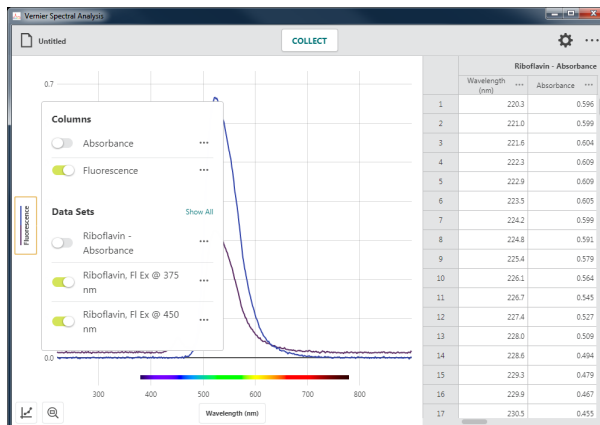 Vernier Spectral Analysis
Untitled
COLLECT
0.7
Columns
Absorbance
Fluorescence
Data Sets Show All
Riboflavin -
Absorbance
Riboflavin, Fl Ex @ 375
nm
Riboflavin, Fl Ex @ 450
nm
Fluorescence
0.0
300 400 500 600 700 800
Wavelength (nm)
Riboflavin - Absorbance
Wavelength
(nm) Absorbance
1 220.3 0.596
2 221.0 0.599
3 221.6 0.604
4 222.3 0.609
5 222.9 0.609
6 223.5 0.605
7 224.2 0.599
8 224.8 0.591
9 225.4 0.579
10 226.1 0.564
11 226.7 0.545
12 227.4 0.527
13 228.0 0.509
14 228.6 0.494
15 229.3 0.479
16 229.9 0.467
17 230.5 0.455